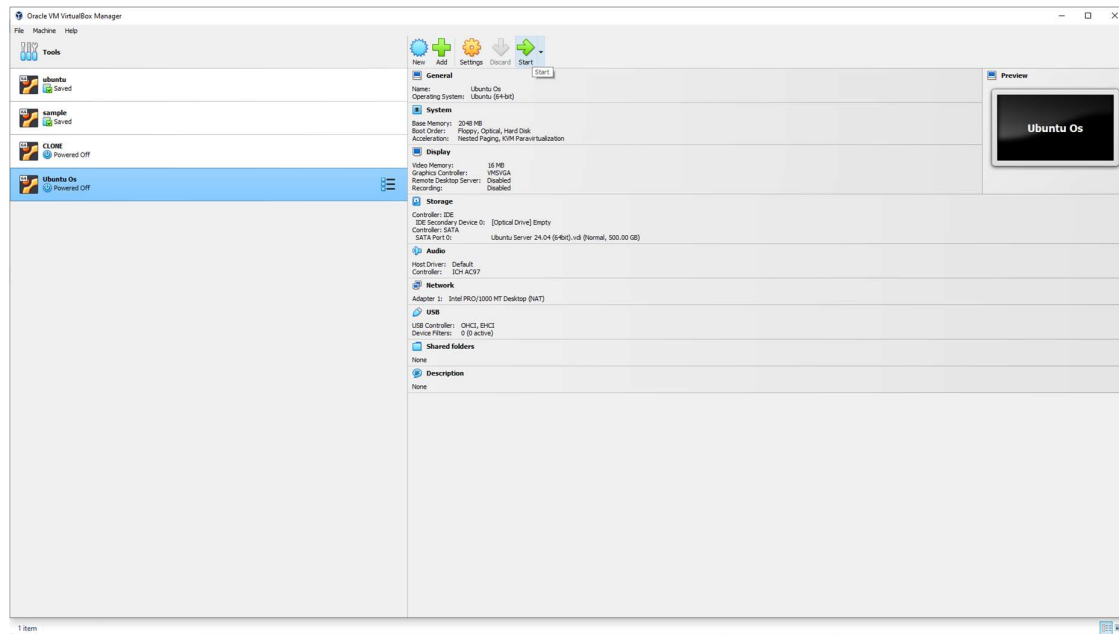 Oracle VM VirtualBox Manager
File Machine Help
Tools
New Add Settings Discard Start
Start
ubuntu
Saved
sample
Saved
CLONE
Powered Off
Ubuntu Os
Powered Off
General
Name: Ubuntu Os
Operating System: Ubuntu (64-bit)
System
Base Memory: 2048 MB
Boot Order: Floppy, Optical, Hard Disk
Acceleration: Nested Paging, KVM Paravirtualization
Display
Video Memory: 16 MB
Graphics Controller: VMSVGA
Remote Desktop Server: Disabled
Recording: Disabled
Storage
Controller: IDE
IDE Secondary Device 0: [Optical Drive] Empty
Controller: SATA
SATA Port 0: Ubuntu Server 24.04 (64bit).vdi (Normal, 500.00 GB)
Audio
Host Driver: Default
Controller: ICH AC97
Network
Adapter 1: Intel PRO/1000 MT Desktop (NAT)
USB
USB Controller: OHCI, EHCI
Device Filters: 0 (0 active)
Shared folders
None
Description
None
Preview
Ubuntu Os
1 item